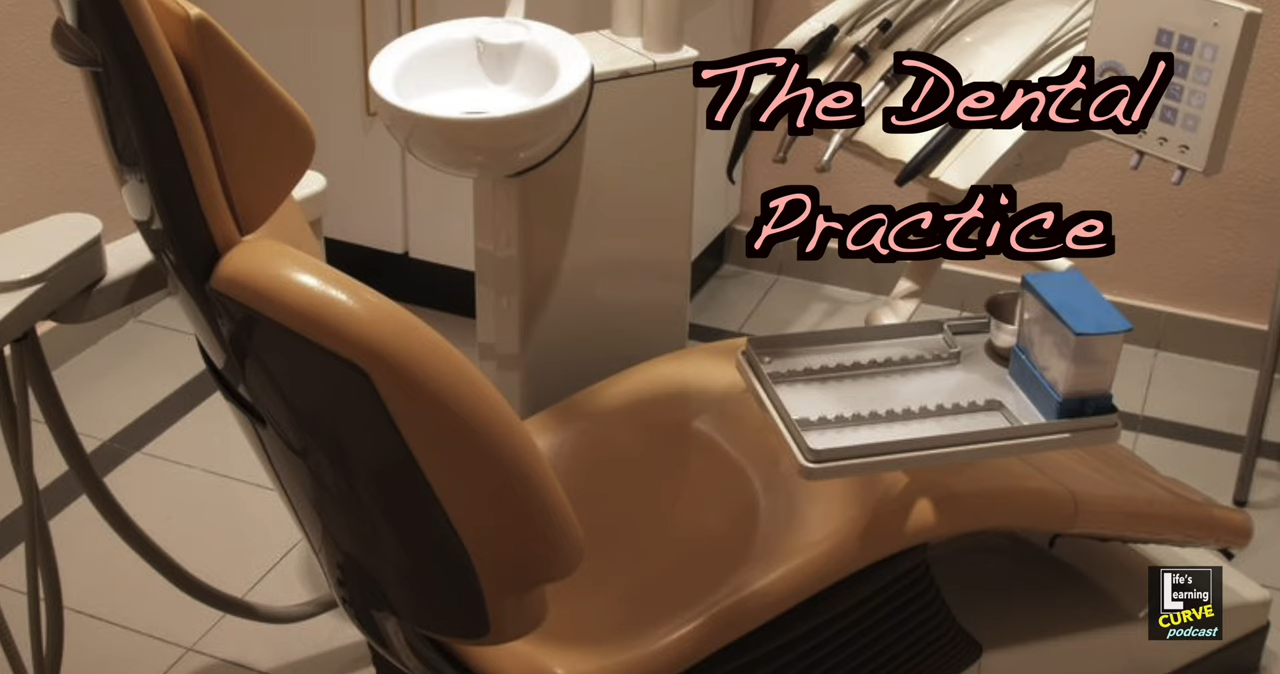 The Dental
Practice
Life's
Learning
CURVE
podcast